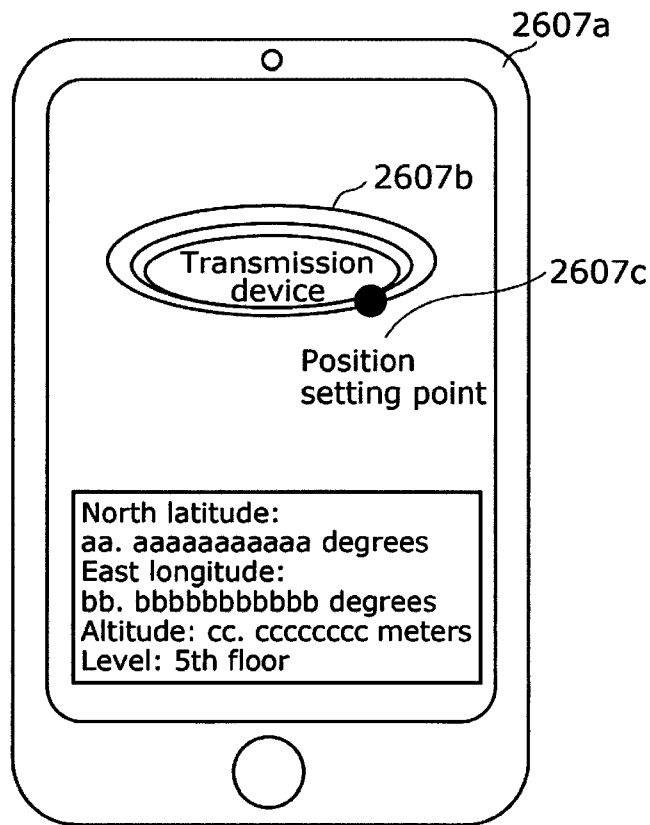 2607a
2607b
Transmission
device
2607c
Position
setting point
North latitude:
aa. aaaaaaaaaaa degrees
East longitude:
bb. bbbbbbbbbbb degrees
Altitude: cc. ccccccccc meters
Level: 5th floor